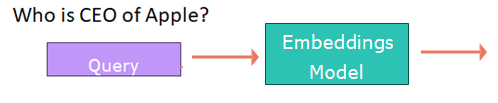 Who is CEO of Apple?
Query
Embeddings
Model